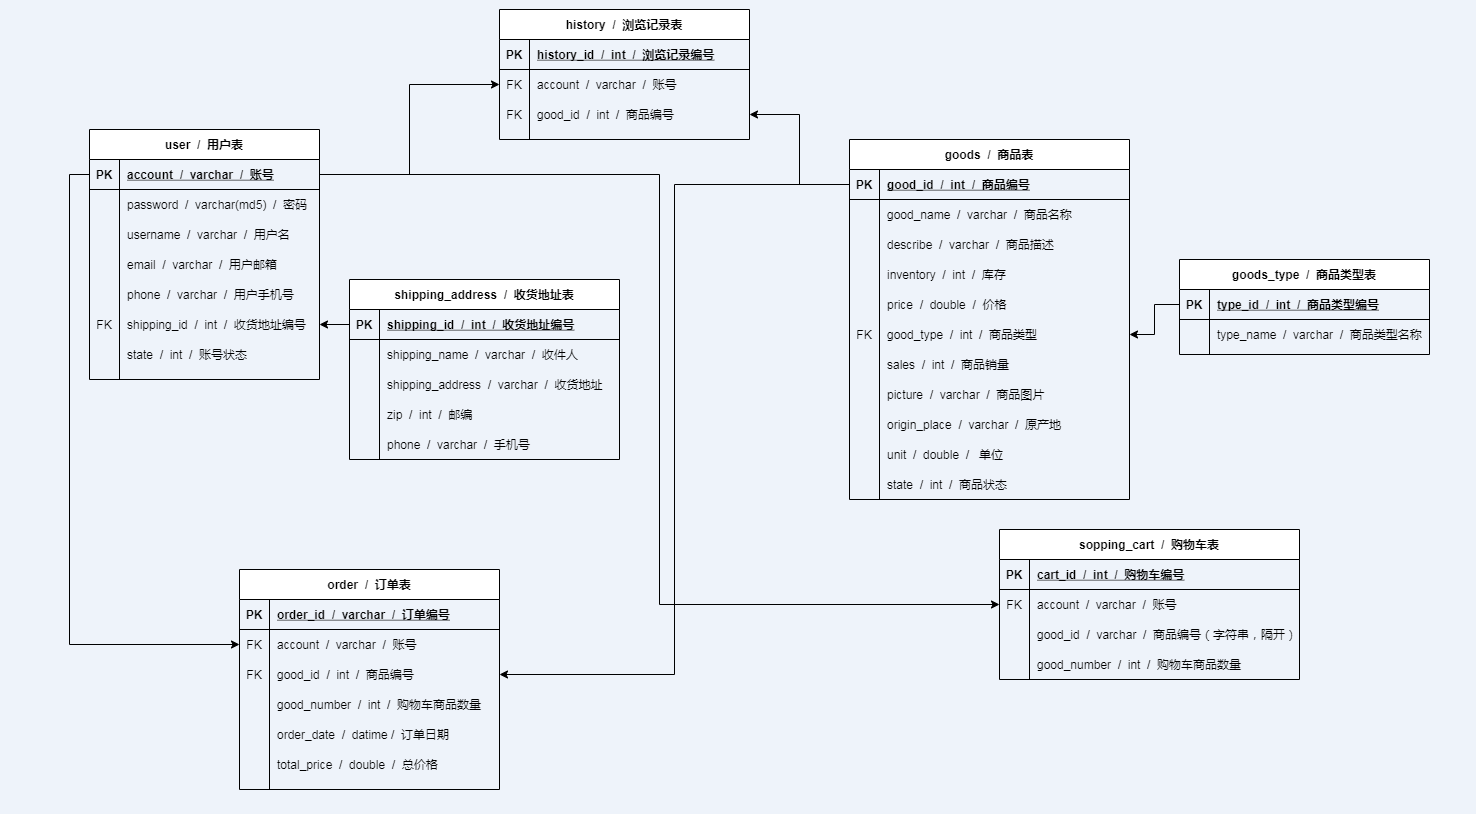 history / 浏览记录表
PK history_id / int / 浏览记录编号
FK account / varchar / 账号
FK good_id / int / 商品编号
user / 用户表
PK account / varchar / 账号
password / varchar(md5) / 密码
username / varchar / 用户名
email / varchar / 用户邮箱
phone / varchar / 用户手机号
FK shipping_id / int / 收货地址编号
state / int / 账号状态
shipping_address / 收货地址表
PK shipping_id / int / 收货地址编号
shipping_name / varchar / 收件人
shipping_address / varchar / 收货地址
zip / int / 邮编
phone / varchar / 手机号
goods / 商品表
PK good_id / int / 商品编号
good_name / varchar / 商品名称
describe / varchar / 商品描述
inventory / int / 库存
price / double / 价格
FK good_type / int / 商品类型
sales / int / 商品销量
picture / varchar / 商品图片
origin_place / varchar / 原产地
unit / double / 单位
state / int / 商品状态
goods_type / 商品类型表
PK type_id / int / 商品类型编号
type_name / varchar / 商品类型名称
order / 订单表
PK order_id / varchar / 订单编号
FK account / varchar / 账号
FK good_id / int / 商品编号
good_number / int / 购物车商品数量
order_date / datime / 订单日期
total_price / double / 总价格
sopping_cart / 购物车表
PK cart_id / int / 购物车编号
FK account / varchar / 账号
good_id / varchar / 商品编号（字符串，隔开）
good_number / int / 购物车商品数量